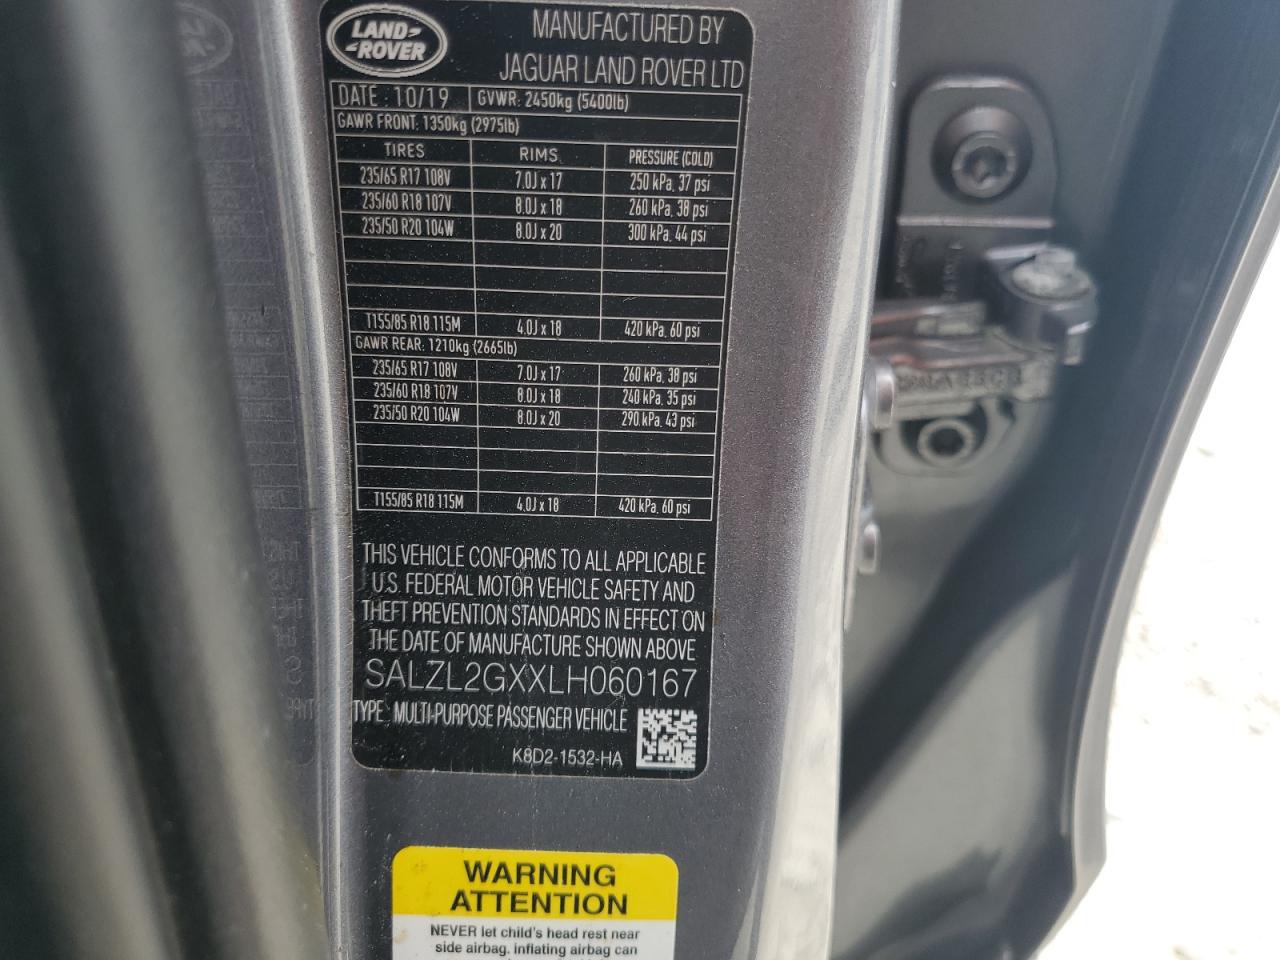 LAND ROVER
MANUFACTURED BY
JAGUAR LAND ROVER LTD
DATE : 10/19 GVWR: 2450kg (5400lb)
GAWR FRONT: 1350kg (2975lb)
TIRES RIMS PRESSURE (COLD)
235/65 R17 108V 7.0J x 17 250 kPa, 37 psi
235/60 R18 107V 8.0J x 18 260 kPa, 38 psi
235/50 R20 104W 8.0J x 20 300 kPa, 44 psi
T155/85 R18 115M 4.0J x 18 420 kPa, 60 psi
GAWR REAR: 1210kg (2665lb)
235/65 R17 108V 7.0J x 17 260 kPa, 38 psi
235/60 R18 107V 8.0J x 18 240 kPa, 35 psi
235/50 R20 104W 8.0J x 20 290 kPa, 43 psi
T155/85 R18 115M 4.0J x 18 420 kPa, 60 psi
THIS VEHICLE CONFORMS TO ALL APPLICABLE
U.S. FEDERAL MOTOR VEHICLE SAFETY AND
THEFT PREVENTION STANDARDS IN EFFECT ON
THE DATE OF MANUFACTURE SHOWN ABOVE
SALZL2GXXLH060167
TYPE : MULTI-PURPOSE PASSENGER VEHICLE
K8D2-1532-HA
WARNING
ATTENTION
NEVER let child's head rest near
side airbag, inflating airbag can